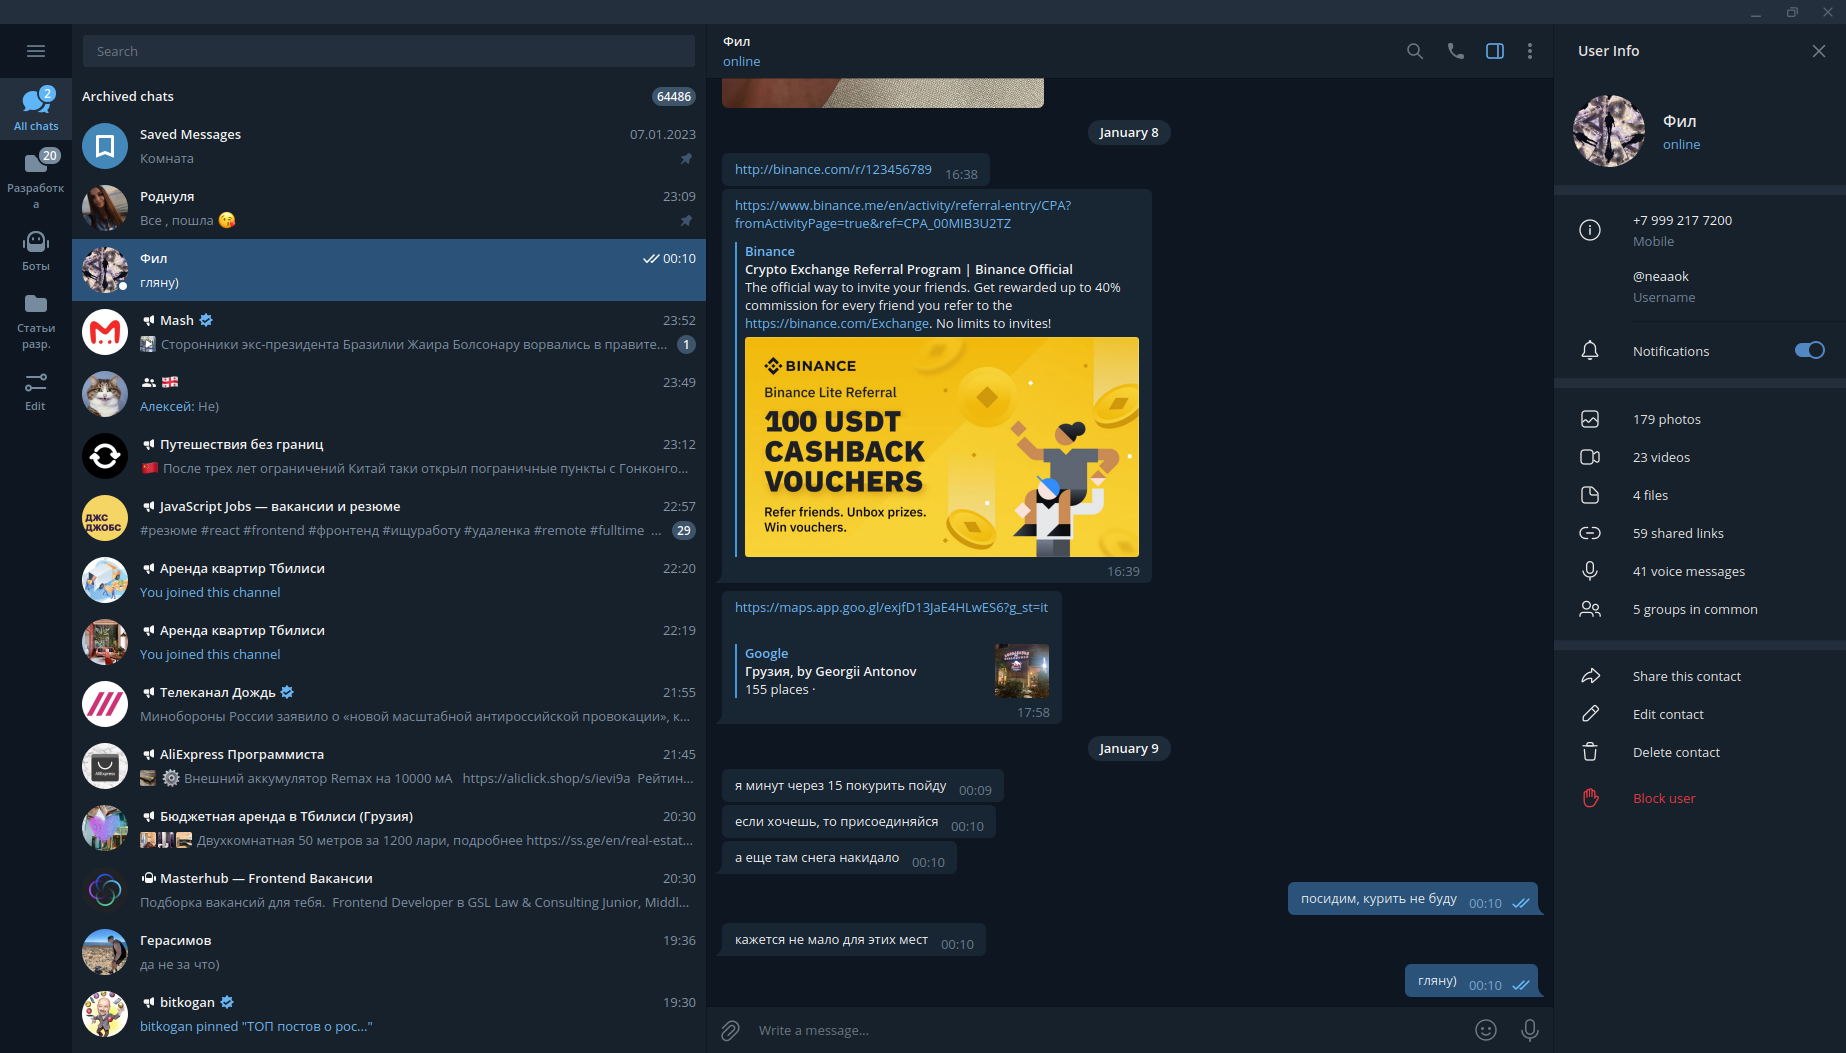 Search
Archived chats
64486
2
All chats
20
Разработк
а
Боты
Статьи
разр.
Edit
Saved Messages
07.01.2023
Комната
Роднуля
23:09
Все , пошла 😘
Фил
00:10
гляну)
Mash
23:52
Сторонники экс-президента Бразилии Жаира Болсонару ворвались в правите...
1
🇬🇪
23:49
Алексей: Не)
Путешествия без границ
23:12
🇨🇳 После трех лет ограничений Китай таки открыл пограничные пункты с Гонконго...
ДЖС
ДЖОБС
JavaScript Jobs — вакансии и резюме
22:57
#резюме #react #frontend #фронтенд #ищуработу #удаленка #remote #fulltime ...
29
Аренда квартир Тбилиси
22:20
You joined this channel
Аренда квартир Тбилиси
22:19
You joined this channel
Телеканал Дождь
21:55
Минобороны России заявило о «новой масштабной антироссийской провокации», к...
AliExpress
AliExpress Программиста
21:45
⚙ Внешний аккумулятор Remax на 10000 мА https://aliclick.shop/s/ievi9a Рейтин...
Бюджетная аренда в Тбилиси (Грузия)
20:30
Двухкомнатная 50 метров за 1200 лари, подробнее https://ss.ge/en/real-estat...
Masterhub — Frontend Вакансии
20:30
Подборка вакансий для тебя. Frontend Developer в GSL Law & Consulting Junior, Middl...
Герасимов
19:36
да не за что)
bitkogan
19:30
bitkogan pinned "ТОП постов о рос..."
Фил
online
January 8
http://binance.com/r/123456789
16:38
https://www.binance.me/en/activity/referral-entry/CPA?
fromActivityPage=true&ref=CPA_00MIB3U2TZ
Binance
Crypto Exchange Referral Program | Binance Official
The official way to invite your friends. Get rewarded up to 40%
commission for every friend you refer to the
https://binance.com/Exchange. No limits to invites!
BINANCE
Binance Lite Referral
100 USDT
CASHBACK
VOUCHERS
Refer friends. Unbox prizes.
Win vouchers.
16:39
https://maps.app.goo.gl/exjfD13JaE4HLwES6?g_st=it
Google
Грузия, by Georgii Antonov
155 places ·
17:58
January 9
я минут через 15 покурить пойду
00:09
если хочешь, то присоединяйся
00:10
а еще там снега накидало
00:10
посидим, курить не буду
00:10
кажется не мало для этих мест
00:10
гляну)
00:10
Write a message...
User Info
Фил
online
+7 999 217 7200
Mobile
@neaaok
Username
Notifications
179 photos
23 videos
4 files
59 shared links
41 voice messages
5 groups in common
Share this contact
Edit contact
Delete contact
Block user